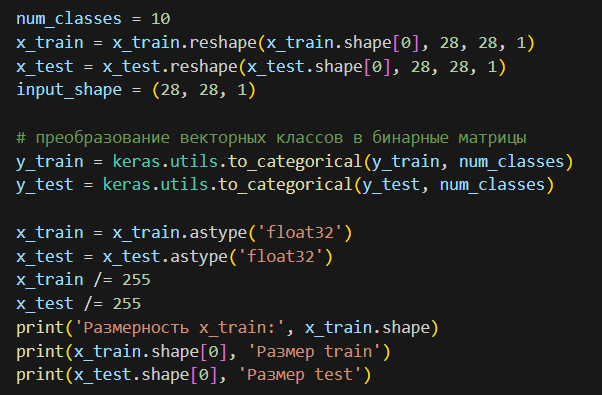 num_classes = 10
x_train = x_train.reshape(x_train.shape[0], 28, 28, 1)
x_test = x_test.reshape(x_test.shape[0], 28, 28, 1)
input_shape = (28, 28, 1)

# преобразование векторных классов в бинарные матрицы
y_train = keras.utils.to_categorical(y_train, num_classes)
y_test = keras.utils.to_categorical(y_test, num_classes)

x_train = x_train.astype('float32')
x_test = x_test.astype('float32')
x_train /= 255
x_test /= 255
print('Размерность x_train:', x_train.shape)
print(x_train.shape[0], 'Размер train')
print(x_test.shape[0], 'Размер test')